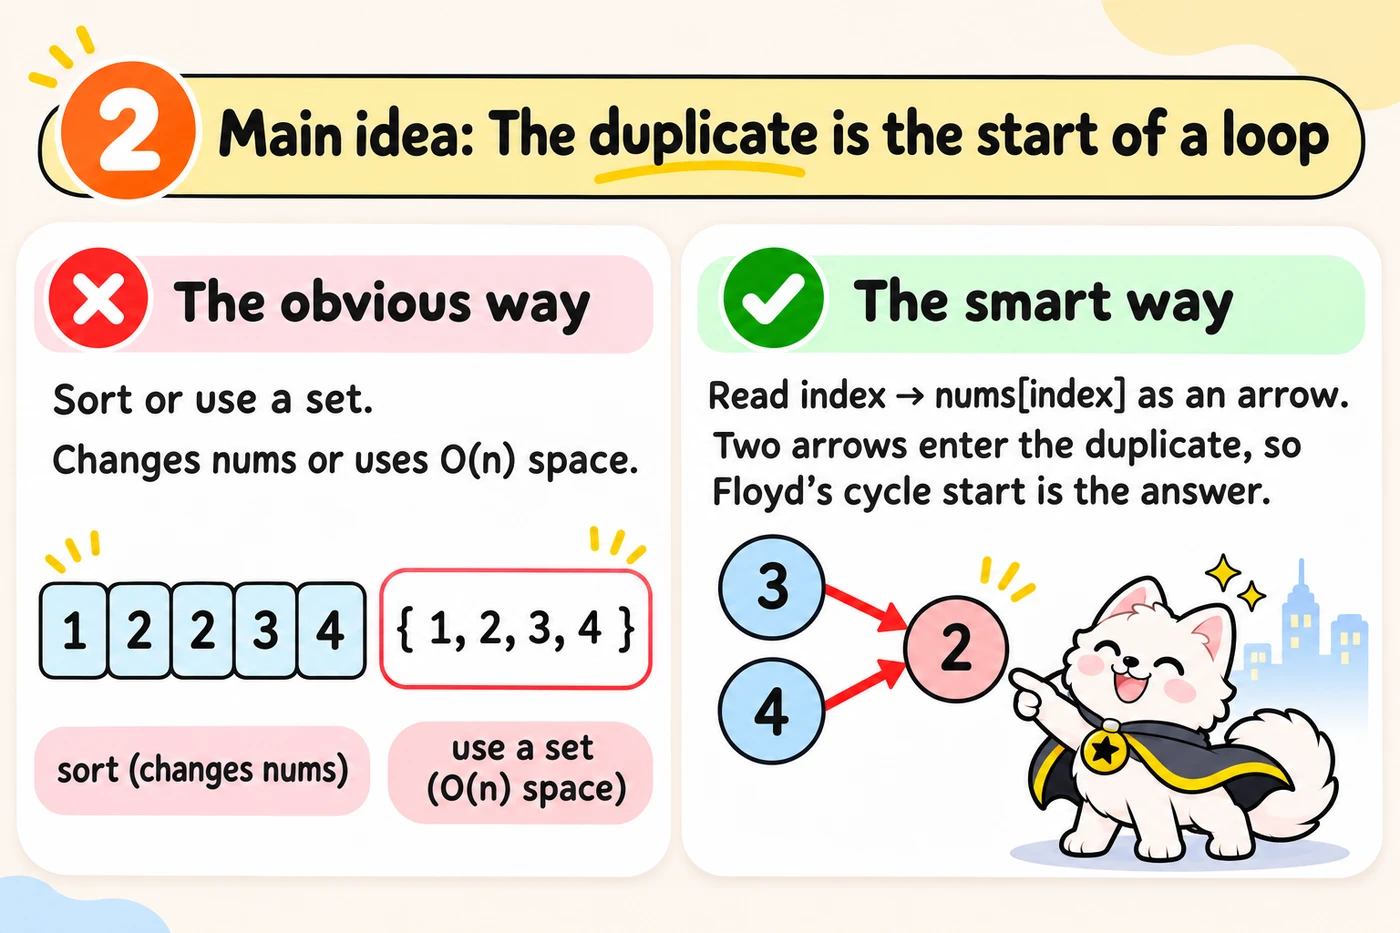 2
Main idea: The duplicate is the start of a loop
The obvious way
Sort or use a set.
Changes nums or uses O(n) space.
1 2 2 3 4
{ 1, 2, 3, 4 }
sort (changes nums)
use a set
(O(n) space)
The smart way
Read index → nums[index] as an arrow.
Two arrows enter the duplicate, so
Floyd's cycle start is the answer.
3
2
4